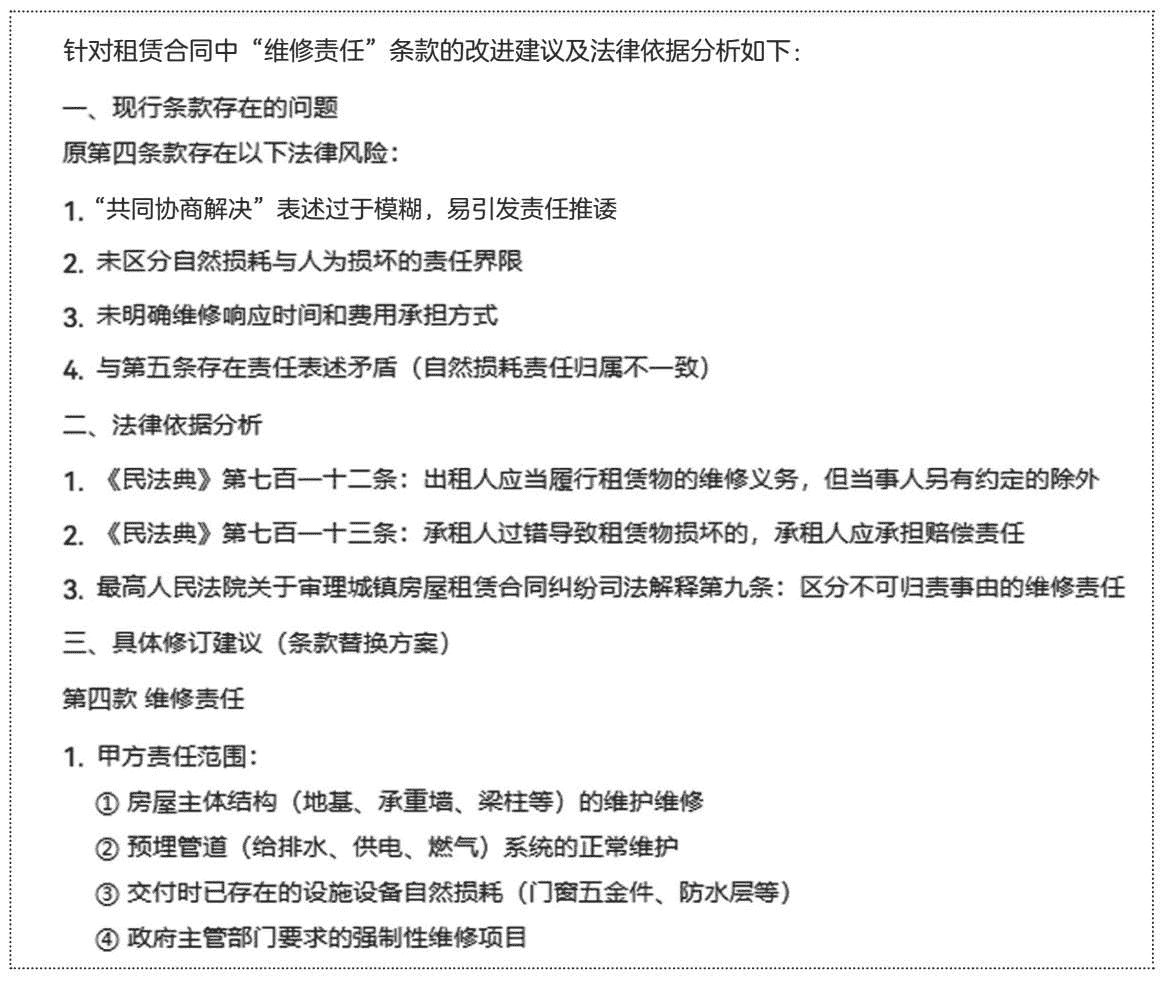 针对租赁合同中“维修责任”条款的改进建议及法律依据分析如下：
一、现行条款存在的问题
原第四条款存在以下法律风险：
1. “共同协商解决”表述过于模糊，易引发责任推诿
2. 未区分自然损耗与人为损坏的责任界限
3. 未明确维修响应时间和费用承担方式
4. 与第五条存在责任表述矛盾（自然损耗责任归属不一致）
二、法律依据分析
1. 《民法典》第七百一十二条：出租人应当履行租赁物的维修义务，但当事人另有约定的除外
2. 《民法典》第七百一十三条：承租人过错导致租赁物损坏的，承租人应承担赔偿责任
3. 最高人民法院关于审理城镇房屋租赁合同纠纷司法解释第九条：区分不可归责事由的维修责任
三、具体修订建议（条款替换方案）
第四款 维修责任
1. 甲方责任范围：
① 房屋主体结构（地基、承重墙、梁柱等）的维护维修
② 预埋管道（给排水、供电、燃气）系统的正常维护
③ 交付时已存在的设施设备自然损耗（门窗五金件、防水层等）
④ 政府主管部门要求的强制性维修项目